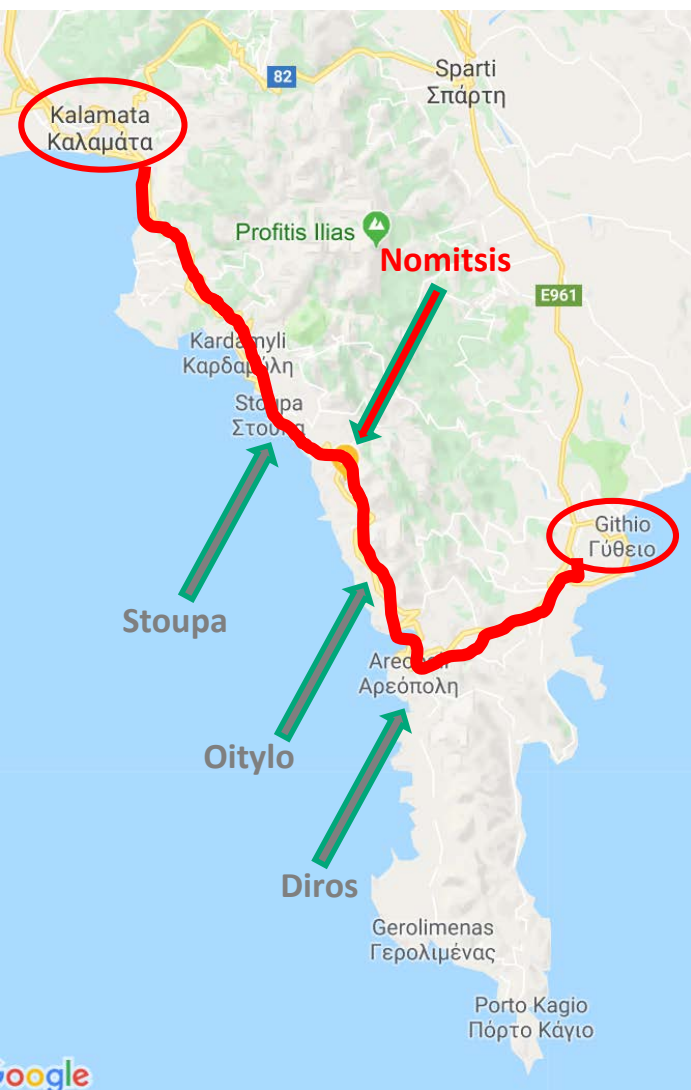 82
Sparti
Σπάρτη
Kalamata
Καλαμάτα
Profitis Ilias
Nomitsis
E961
Kardamyli
Καρδαμύλη
Stoupa
Στούπα
Githio
Γύθειο
Stoupa
Αρεόπολη
Oitylo
Diros
Gerolimenas
Γερολιμένας
Porto Kagio
Πόρτο Κάγιο
Google